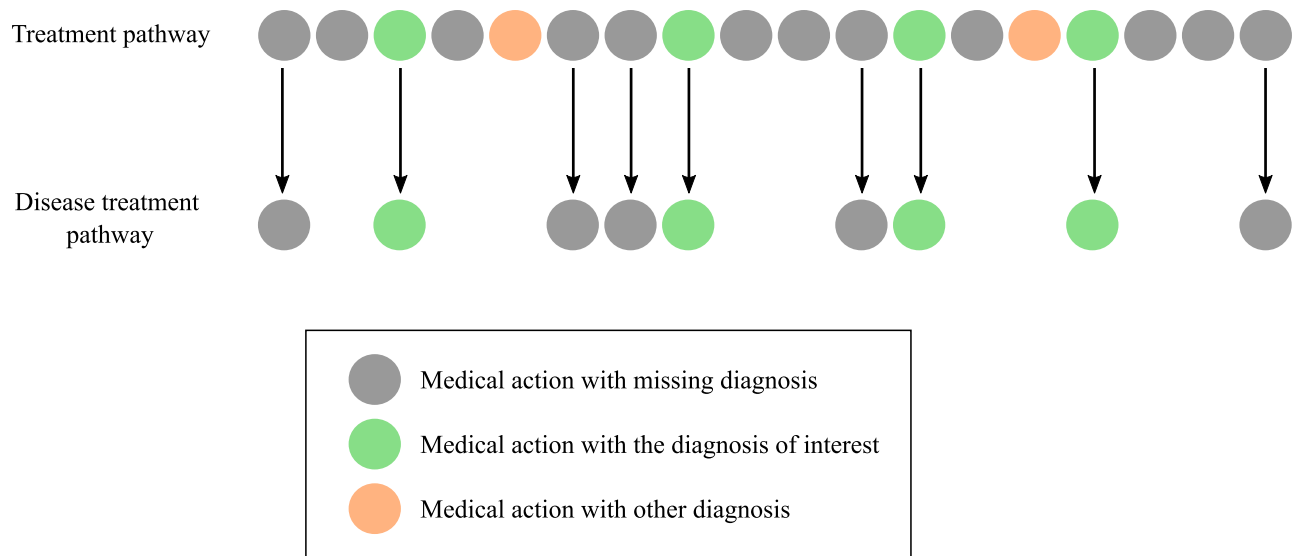 Treatment pathway
Disease treatment
pathway
Medical action with missing diagnosis
Medical action with the diagnosis of interest
Medical action with other diagnosis